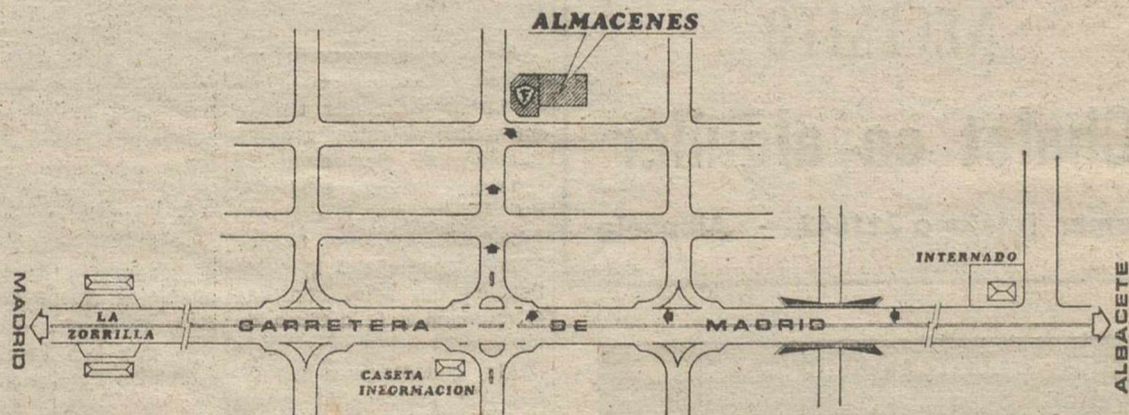 ALMACENES
F
INTERNADO
MADRID
LA
ZORRILLA
CARRETERA DE MADRID
ALBACETE
CASETA
INFORMACION